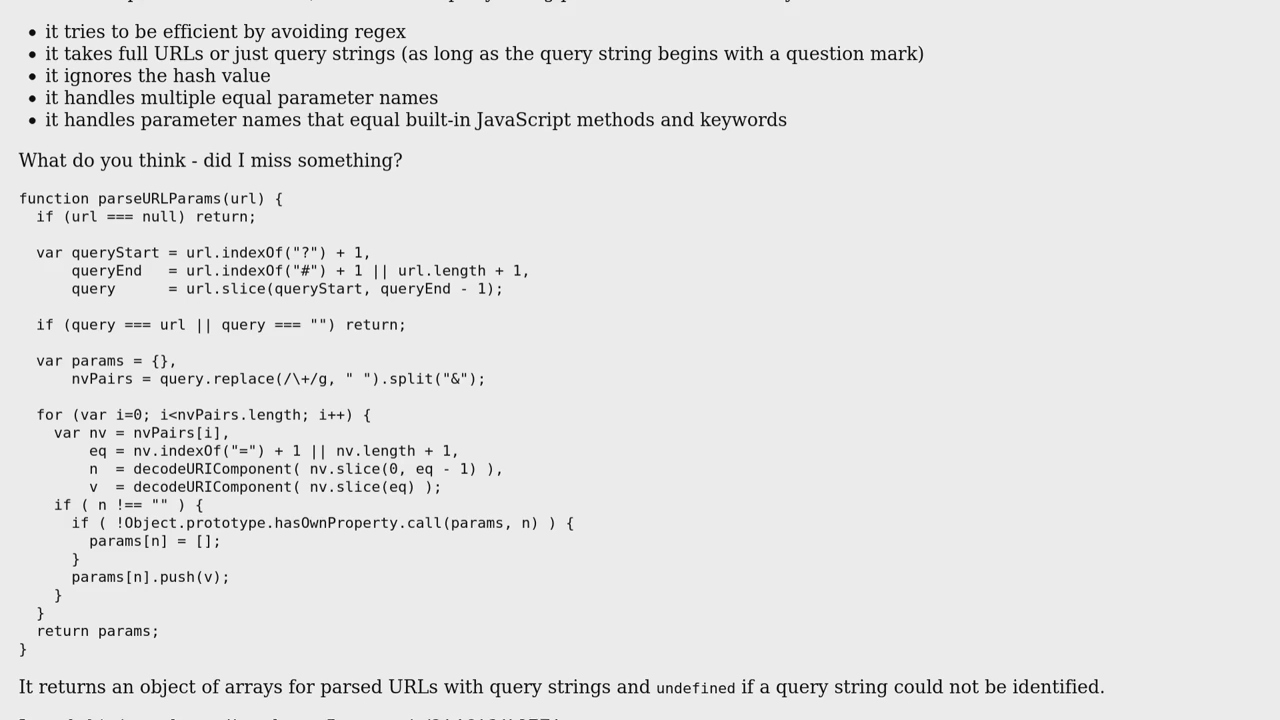 it tries to be efficient by avoiding regex
it takes full URLs or just query strings (as long as the query string begins with a question mark)
it ignores the hash value
it handles multiple equal parameter names
it handles parameter names that equal built-in JavaScript methods and keywords
What do you think - did I miss something?
function parseURLParams(url) {
  if (url === null) return;
  var queryStart = url.indexOf("?") + 1,
      queryEnd   = url.indexOf("#") + 1 || url.length + 1,
      query      = url.slice(queryStart, queryEnd - 1);
  if (query === url || query === "") return;
  var params = {},
      nvPairs = query.replace(/\+/g, " ").split("&");
  for (var i=0; i<nvPairs.length; i++) {
    var nv = nvPairs[i],
        eq = nv.indexOf("=") + 1 || nv.length + 1,
        n  = decodeURIComponent( nv.slice(0, eq - 1) ),
        v  = decodeURIComponent( nv.slice(eq) );
    if ( n !== "" ) {
      if ( !Object.prototype.hasOwnProperty.call(params, n) ) {
        params[n] = [];
      }
      params[n].push(v);
    }
  }
  return params;
}
It returns an object of arrays for parsed URLs with query strings and undefined if a query string could not be identified.